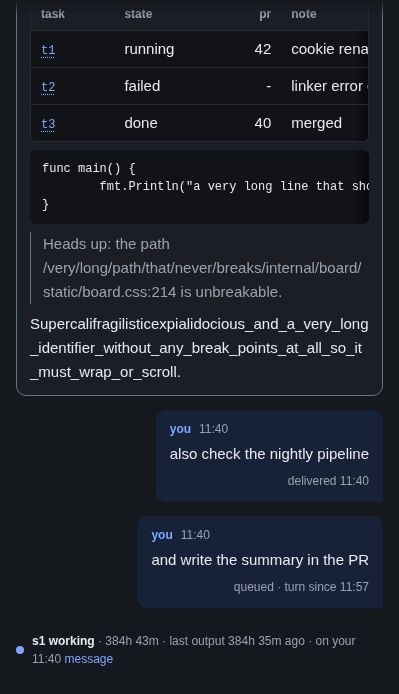 task state pr note
t1 running 42 cookie rena
t2 failed - linker error
t3 done 40 merged
func main() {
fmt.Println("a very long line that sho
}
Heads up: the path
/very/long/path/that/never/breaks/internal/board/
static/board.css:214 is unbreakable.
Supercalifragilisticexpialidocious_and_a_very_long
_identifier_without_any_break_points_at_all_so_it
_must_wrap_or_scroll.
you 11:40
also check the nightly pipeline
delivered 11:40
you 11:40
and write the summary in the PR
queued · turn since 11:57
s1 working · 384h 43m · last output 384h 35m ago · on your
11:40 message